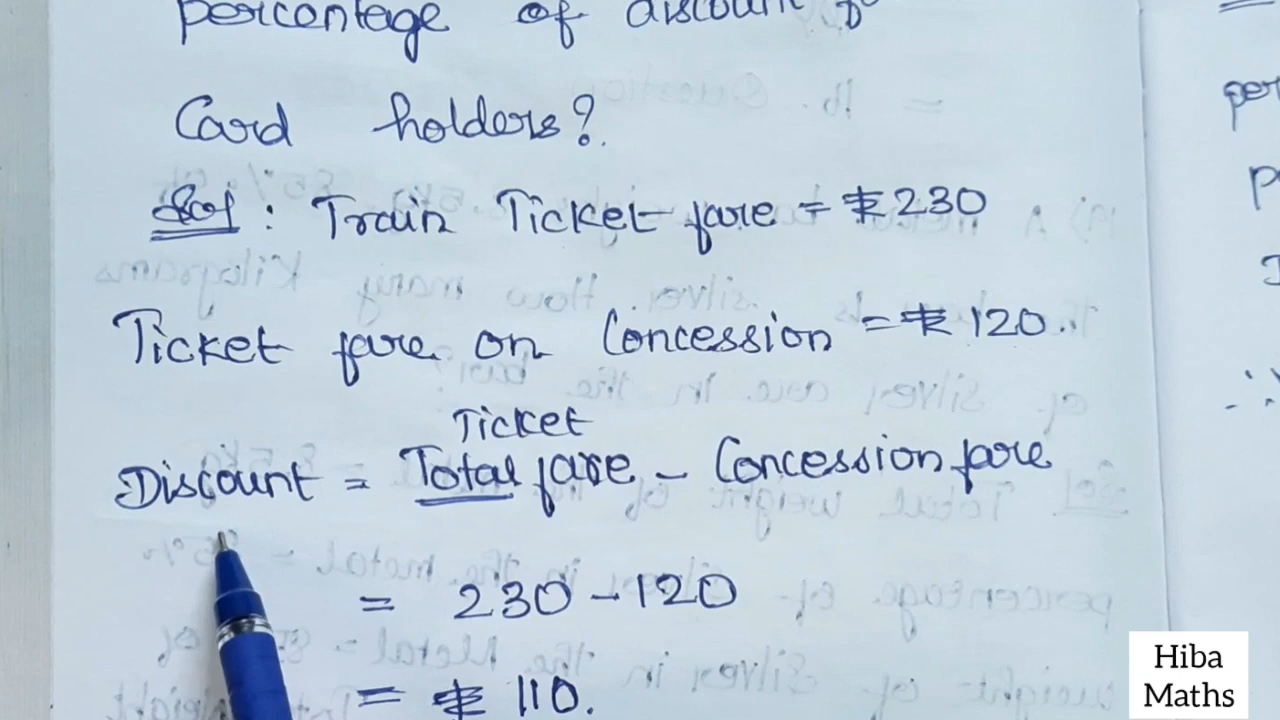 percentage of discount
Card holders?
Sol : Train Ticket fare = ₹230
Ticket fare on Concession = ₹ 120.
Ticket
Discount = Total fare - Concession fare
= 230 - 120
= ₹ 110.
per
Hiba
Maths